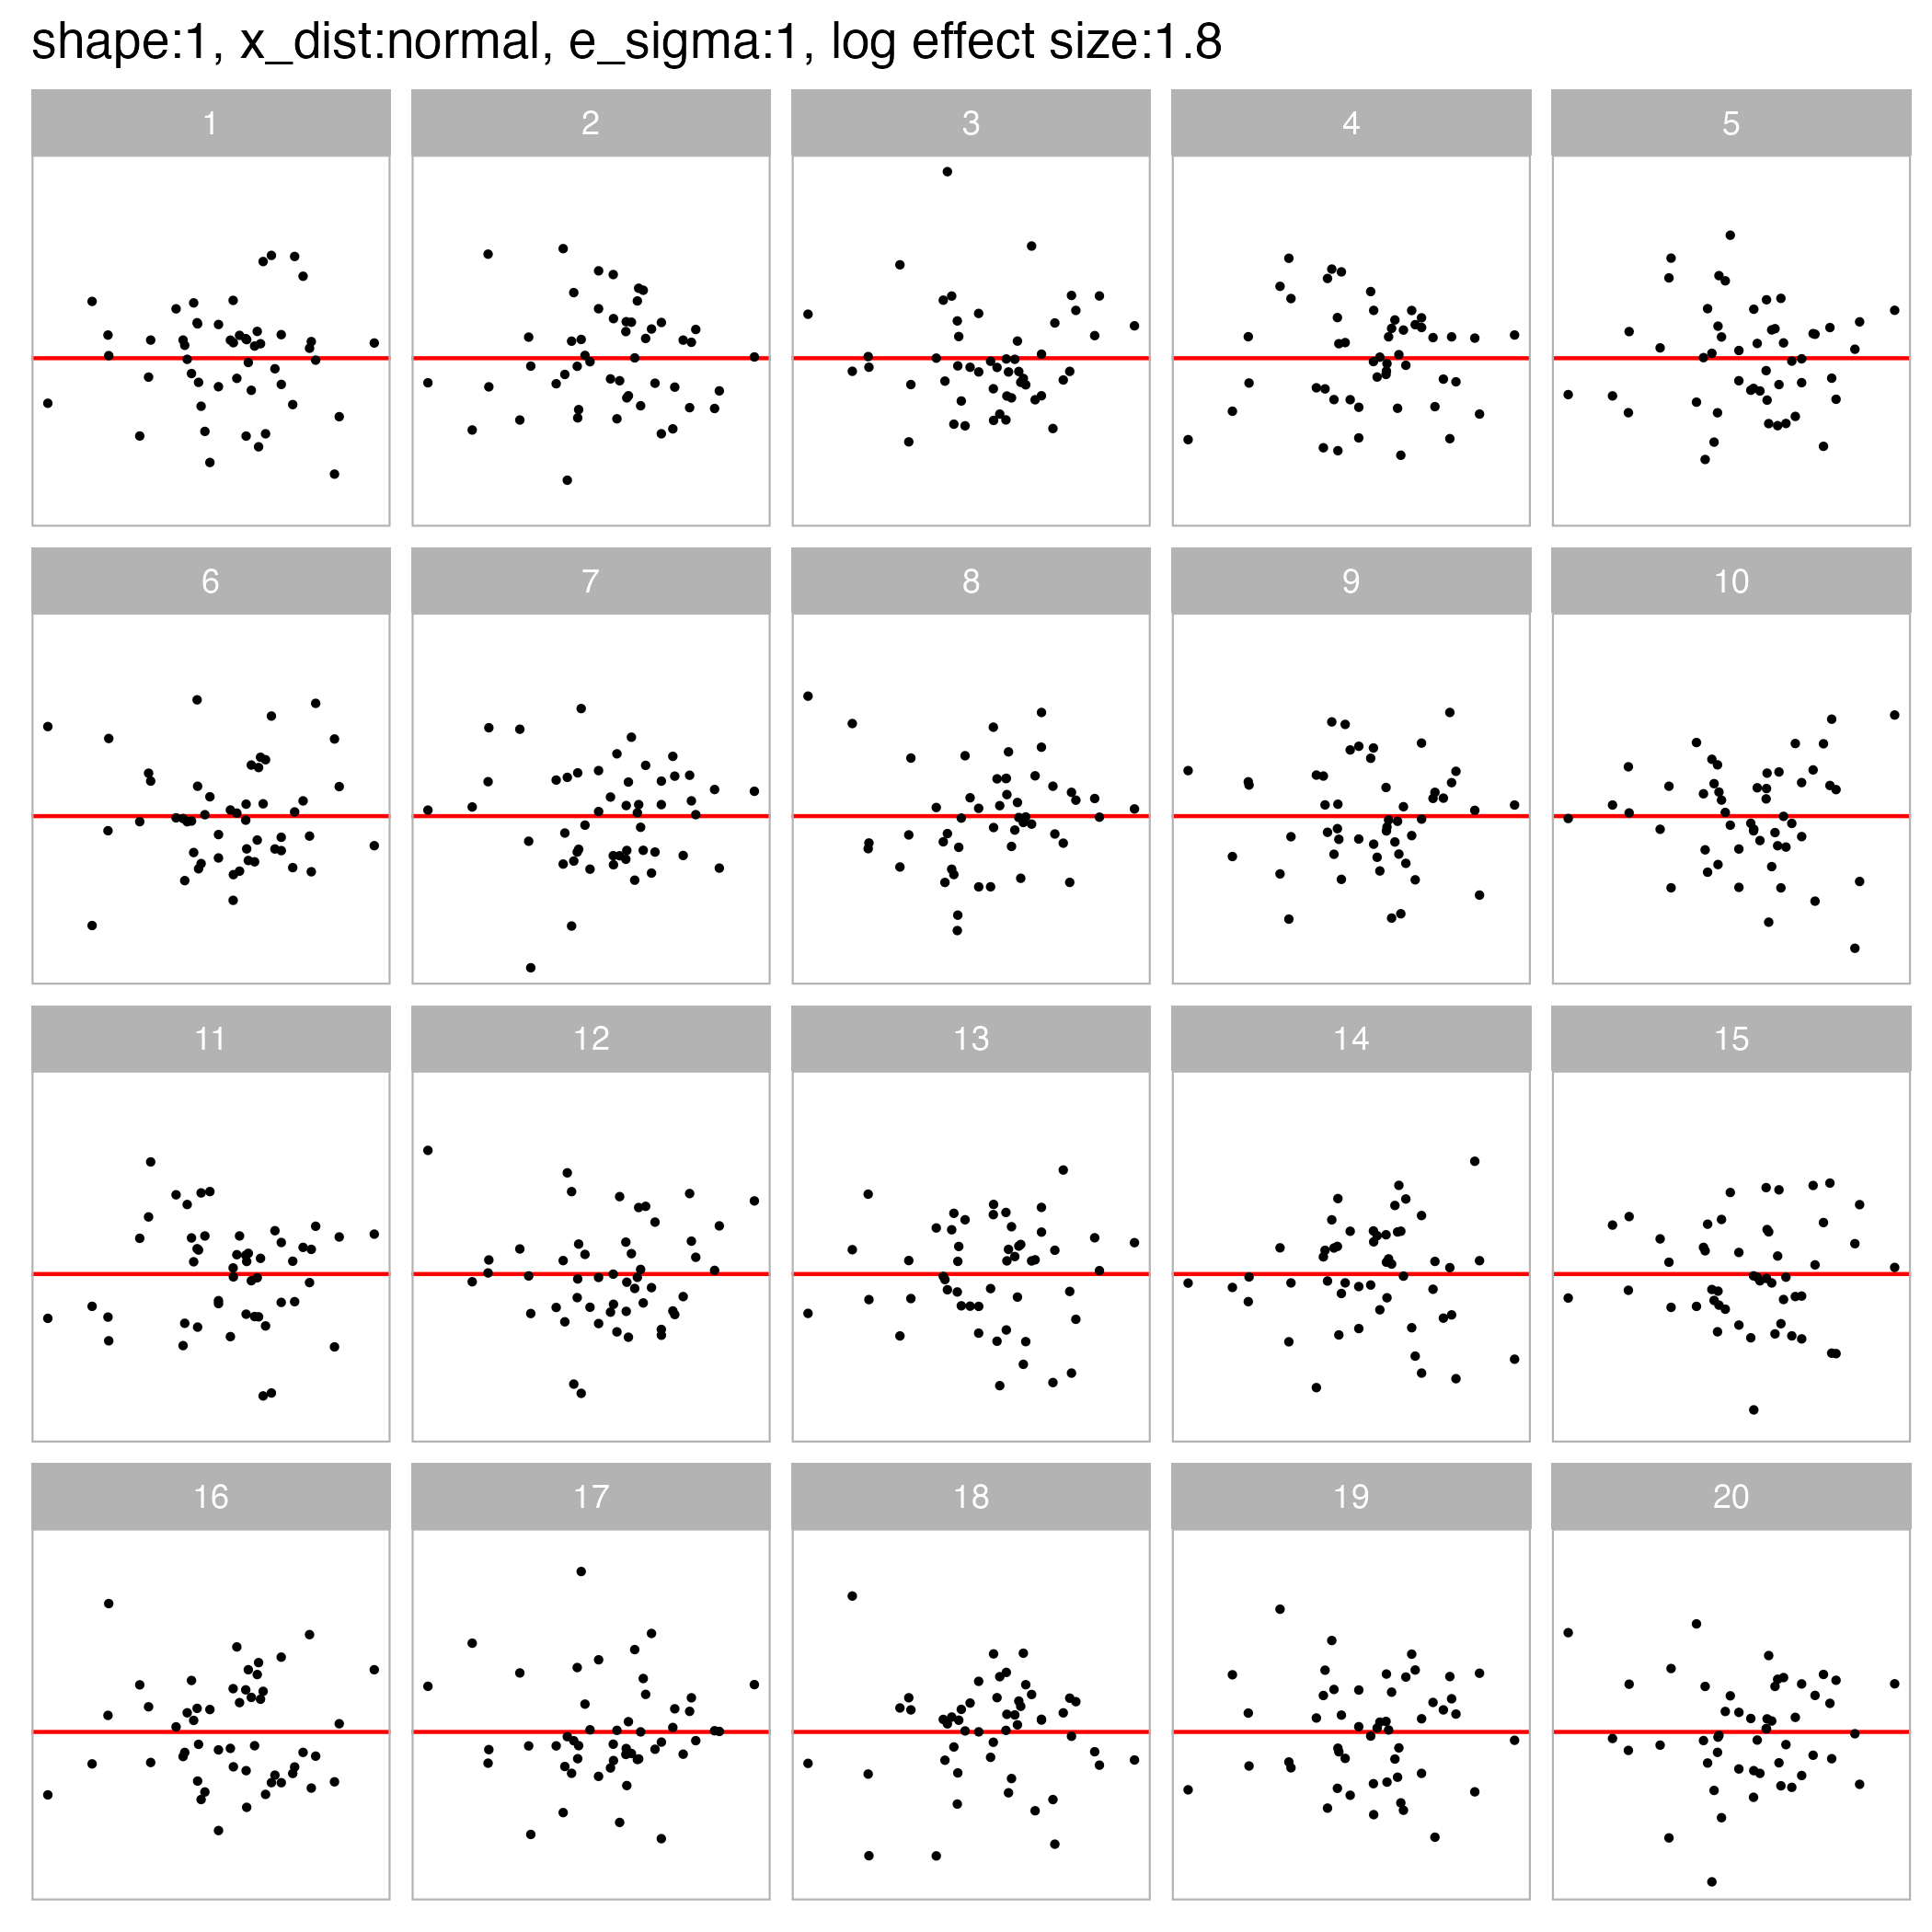 shape:1, x_dist:normal, e_sigma:1, log effect size:1.8
1 2 3 4 5
6 7 8 9 10
11 12 13 14 15
16 17 18 19 20